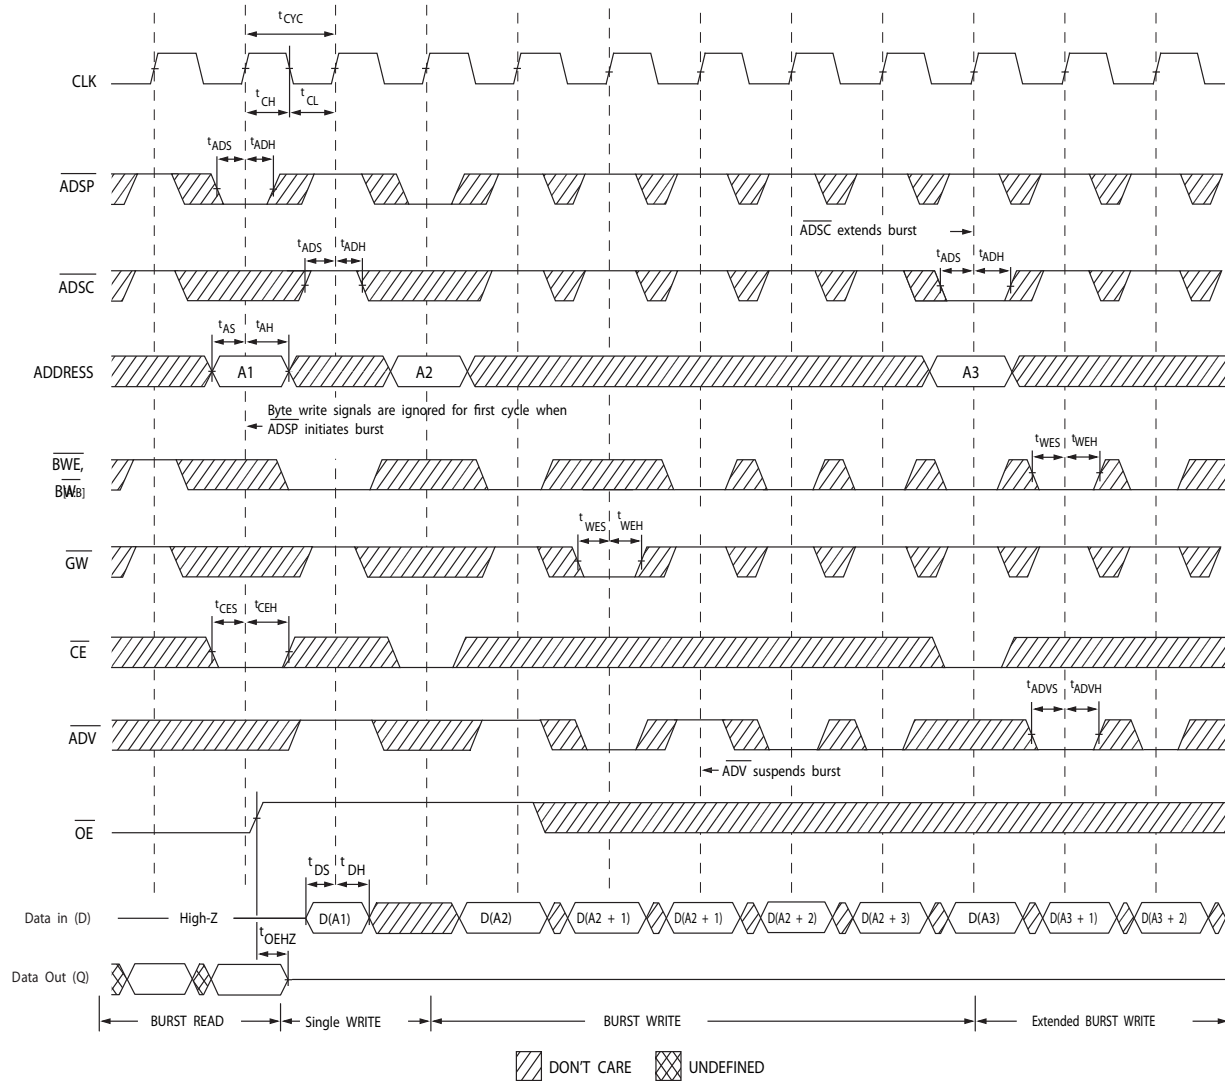 tCYC
CLK
tCH
tCL
tADS
tADH
ADSP
ADSC extends burst
tADS
tADH
tADS
tADH
ADSC
tAS
tAH
ADDRESS
A1
A2
A3
Byte write signals are ignored for first cycle when
ADSP initiates burst
BWE,
tWES
tWEH
BW[A:B]
tWES
tWEH
GW
tCES
tCEH
CE
tADVS
tADVH
ADV
ADV suspends burst
OE
tDS
tDH
Data in (D)
High-Z
D(A1)
D(A2)
D(A2 + 1)
D(A2 + 1)
D(A2 + 2)
D(A2 + 3)
D(A3)
D(A3 + 1)
D(A3 + 2)
tOEHZ
Data Out (Q)
BURST READ
Single WRITE
BURST WRITE
Extended BURST WRITE
DON'T CARE
UNDEFINED